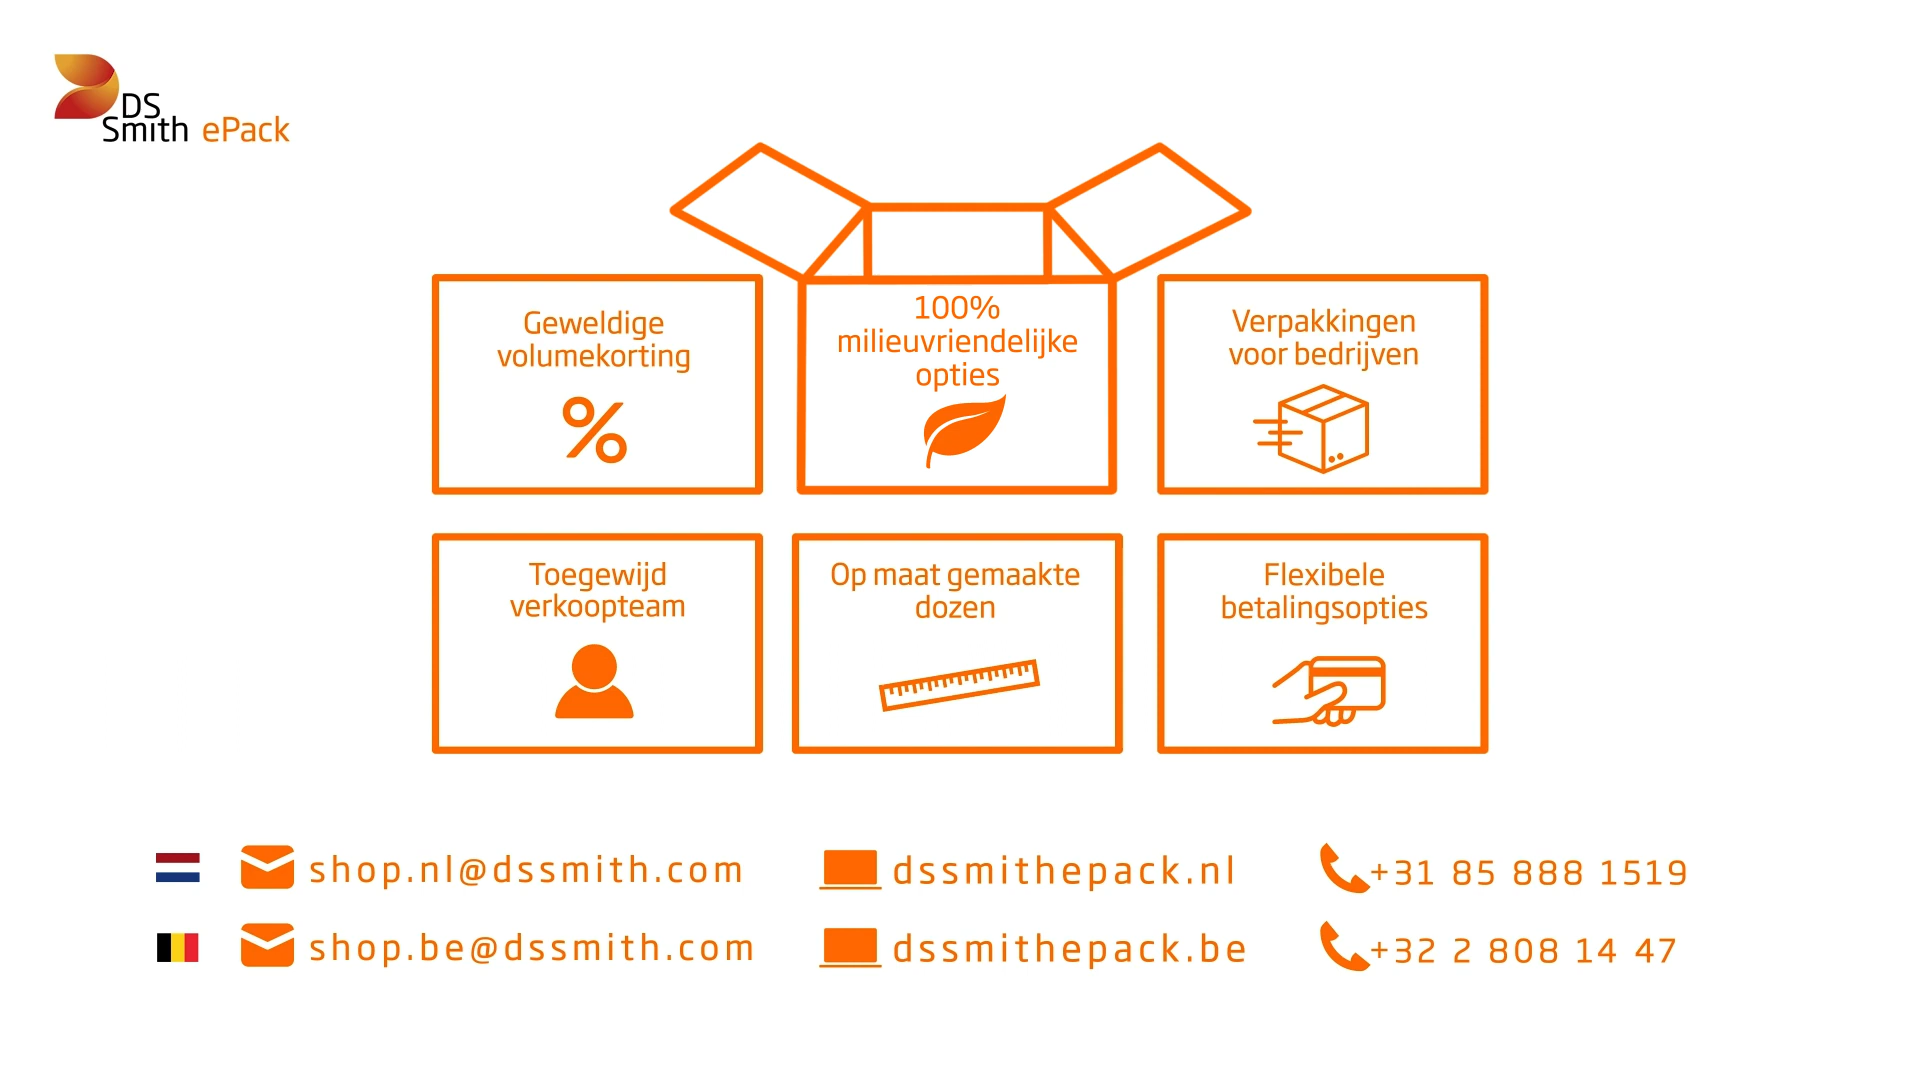 DS
Smith ePack
Geweldige
volumekorting
100%
milieuvriendelijke
opties
Verpakkingen
voor bedrijven
Toegewijd
verkoopteam
Op maat gemaakte
dozen
Flexibele
betalingsopties
shop.nl@dssmith.com dssmithepack.nl +31 85 888 1519
shop.be@dssmith.com dssmithepack.be +32 2 808 14 47